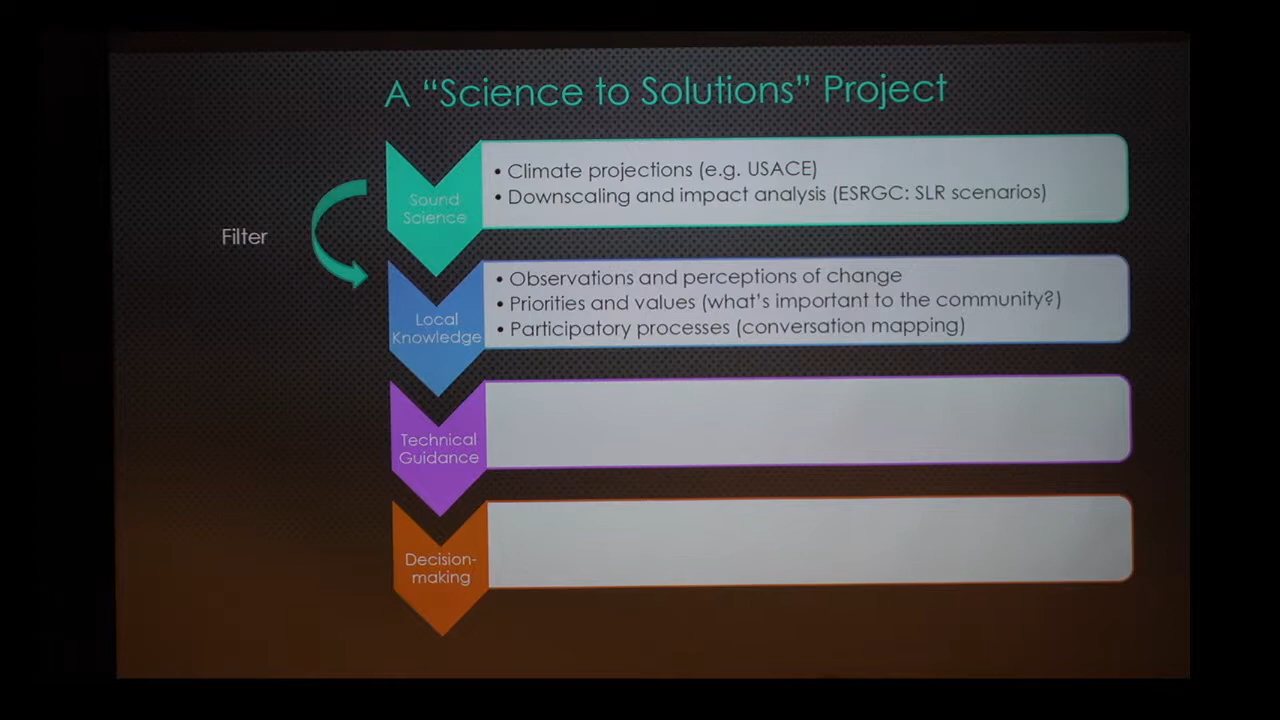 A “Science to Solutions” Project
Filter
Sound
Science
• Climate projections (e.g. USACE)
• Downscaling and impact analysis (ESRGC: SLR scenarios)
Local
Knowledge
• Observations and perceptions of change
• Priorities and values (what’s important to the community?)
• Participatory processes (conversation mapping)
Technical
Guidance
Decision-
making